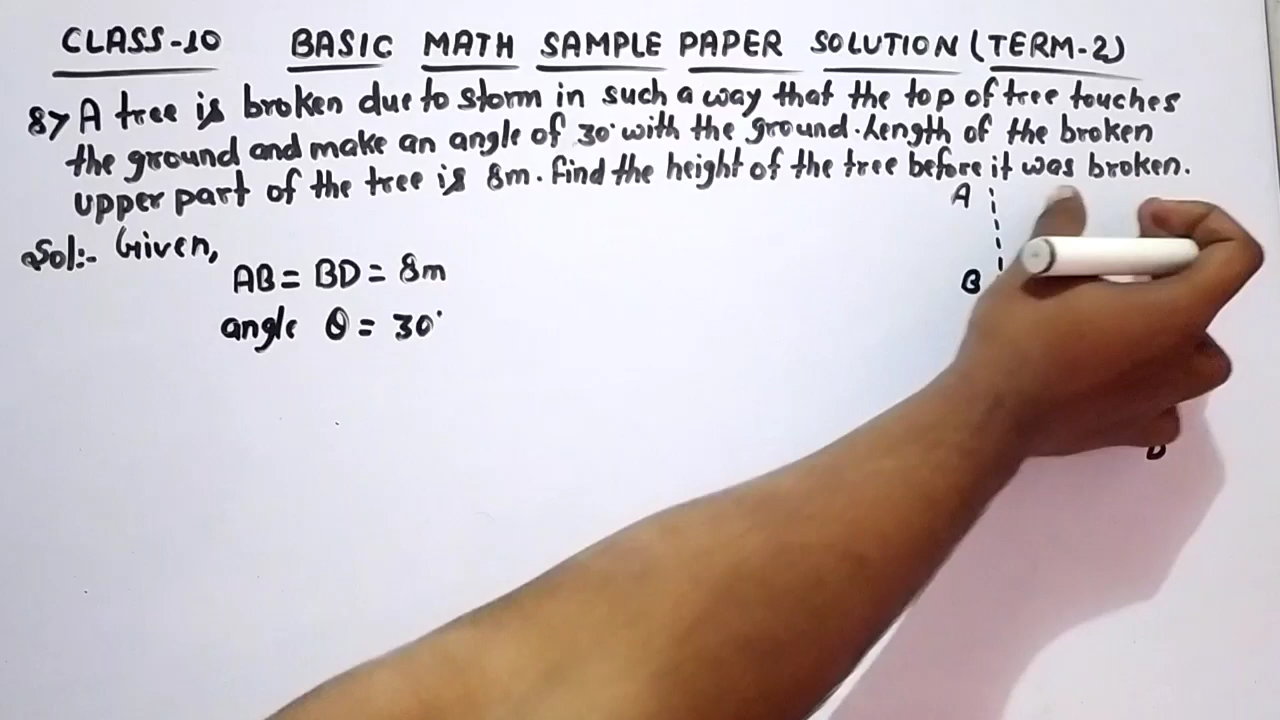 CLASS-10 BASIC MATH SAMPLE PAPER SOLUTION (TERM-2)
8> A tree is broken due to storm in such a way that the top of tree touches
the ground and make an angle of 30° with the ground. Length of the broken
upper part of the tree is 8m. Find the height of the tree before it was broken.
A
Sol:- Given,
AB = BD = 8m
B
angle θ = 30°
D